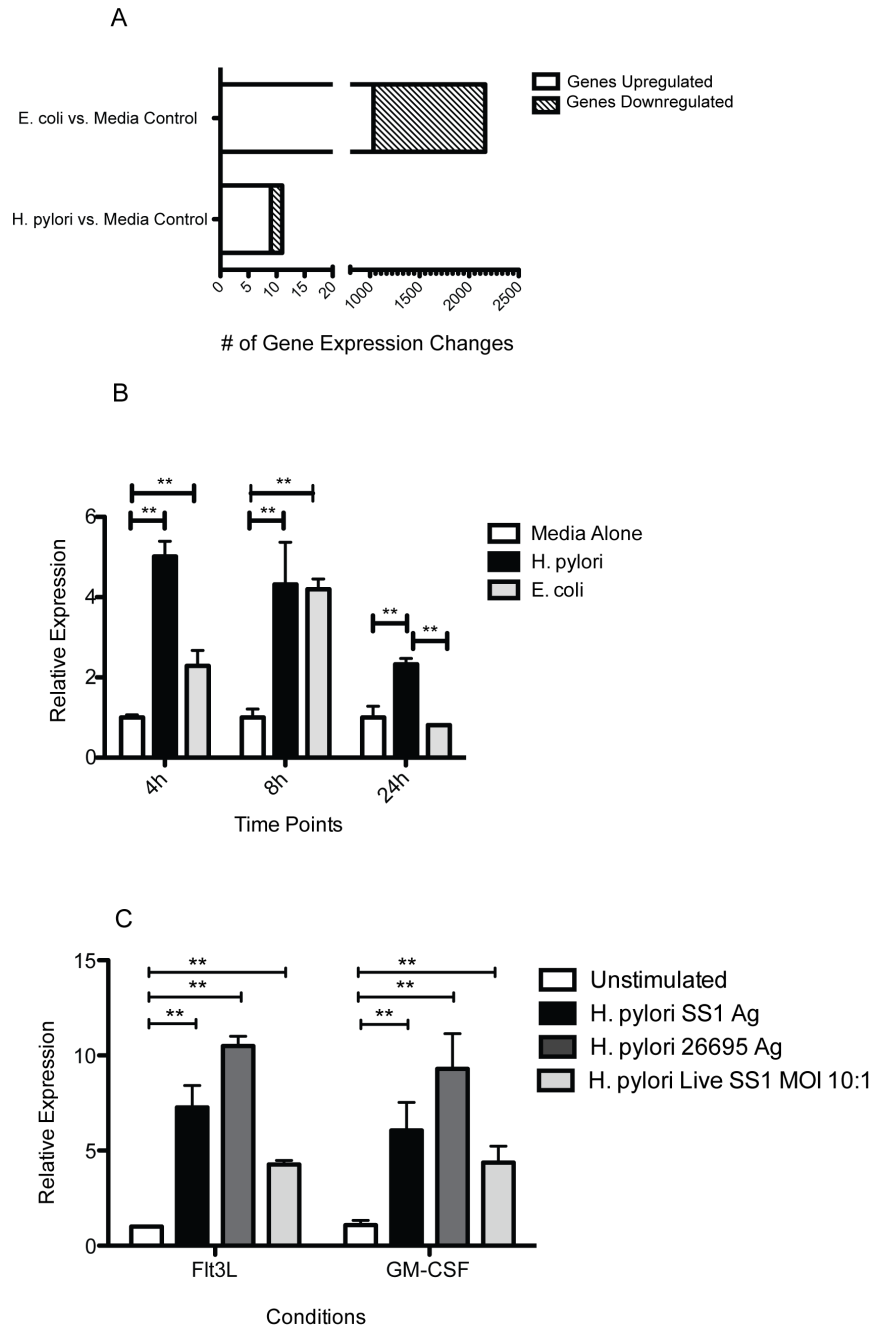 A
E. coli vs. Media Control
H. pylori vs. Media Control
Genes Upregulated
Genes Downregulated
0 5 10 15 20 1000 1500 2000 2500
# of Gene Expression Changes
B
** ** ** ** ** **
6
4
2
0
Relative Expression
Media Alone
H. pylori
E. coli
4h 8h 24h
Time Points
C
** ** ** ** ** **
15
10
5
0
Relative Expression
Unstimulated
H. pylori SS1 Ag
H. pylori 26695 Ag
H. pylori Live SS1 MOI 10:1
Flt3L GM-CSF
Conditions